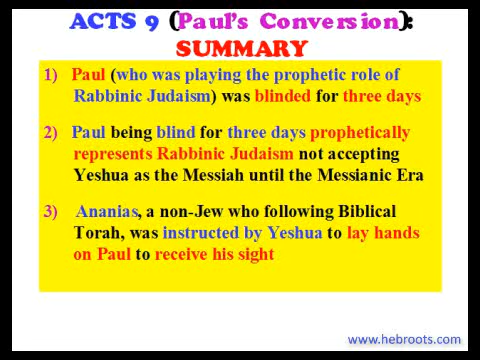 ACTS 9 (Paul's Conversion):
SUMMARY
1) Paul (who was playing the prophetic role of
Rabbinic Judaism) was blinded for three days
2) Paul being blind for three days prophetically
represents Rabbinic Judaism not accepting
Yeshua as the Messiah until the Messianic Era
3) Ananias, a non-Jew who following Biblical
Torah, was instructed by Yeshua to lay hands
on Paul to receive his sight
www.hebroots.com